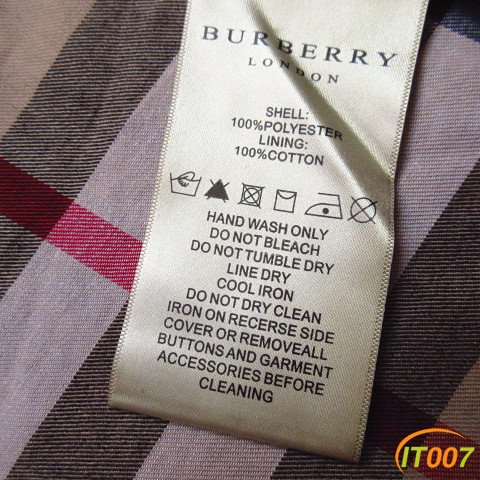 BURBERRY
LONDON
SHELL:
100%POLYESTER
LINING:
100%COTTON
HAND WASH ONLY
DO NOT BLEACH
DO NOT TUMBLE DRY
LINE DRY
COOL IRON
DO NOT DRY CLEAN
IRON ON RECERSE SIDE
COVER OR REMOVEALL
BUTTONS AND GARMENT
ACCESSORIES BEFORE
CLEANING
IT007